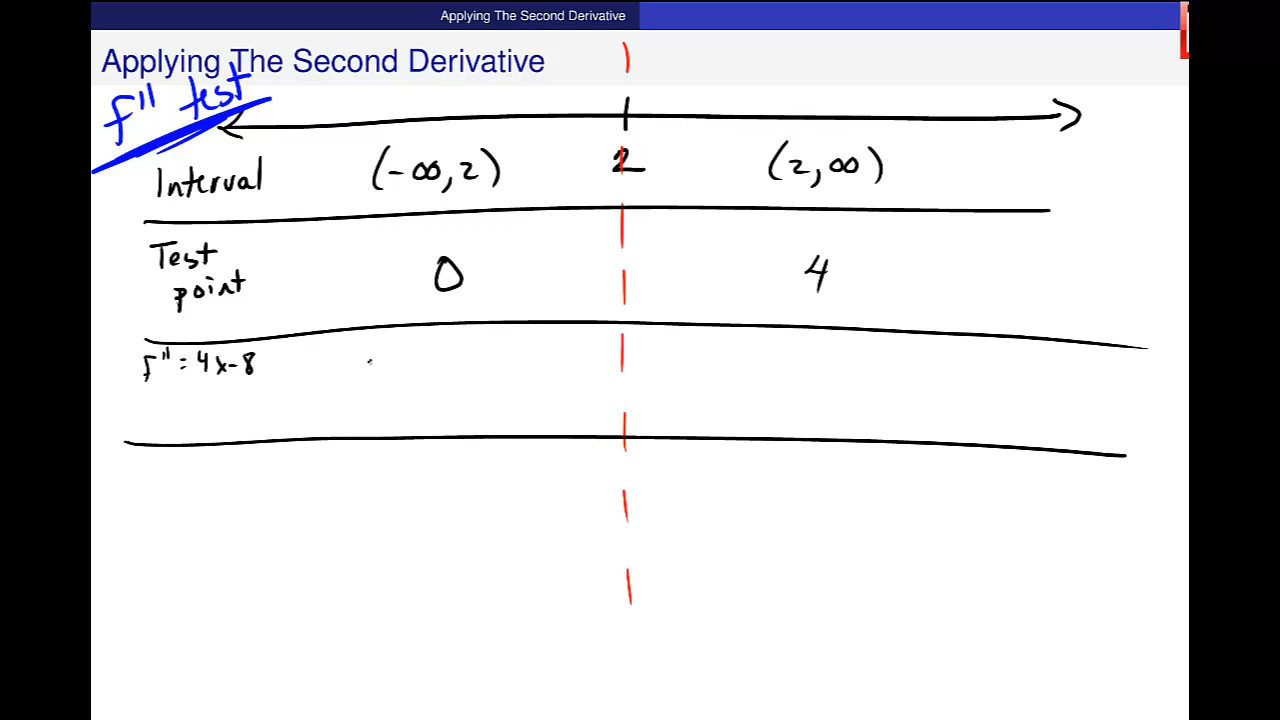 Applying The Second Derivative
Applying The Second Derivative
f'' test
Interval (-∞,2) 2 (2,∞)
Test point 0 4
f'' = 4x-8